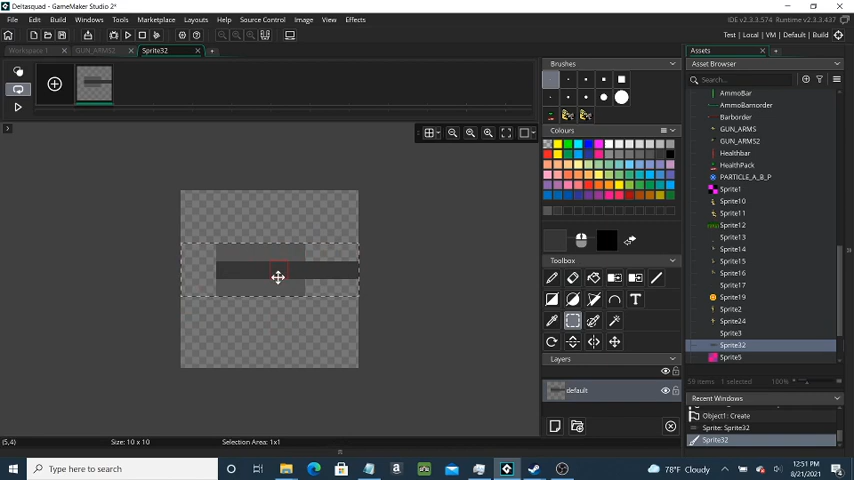 Deltasquad - GameMaker Studio 2*
File Edit Build Windows Tools Marketplace Layouts Source Control Image View Effects
IDE v2.3.3.574 Runtime v2.3.3.437
Test | Local | VM | Default | Build
Workspace 1 GUN_ARMS2 Sprite32
Assets
Asset Browser
Search...
AmmoBar
AmmoBarnorder
Barborder
GUN_ARMS
GUN_ARMS2
Healthbar
HealthPack
PARTICLE_A_B_P
Sprite1
Sprite10
Sprite11
Sprite12
Sprite13
Sprite14
Sprite15
Sprite16
Sprite17
Sprite19
Sprite2
Sprite24
Sprite3
Sprite32
Sprite5
59 items 1 selected 100%
Recent Windows
Object1: Create
Sprite: Sprite32
Sprite32
Brushes
Colours
Toolbox
Layers
default
(5,4) Size: 10 x 10 Selection Area: 1x1
Type here to search
78°F Cloudy
12:51 PM
8/21/2021